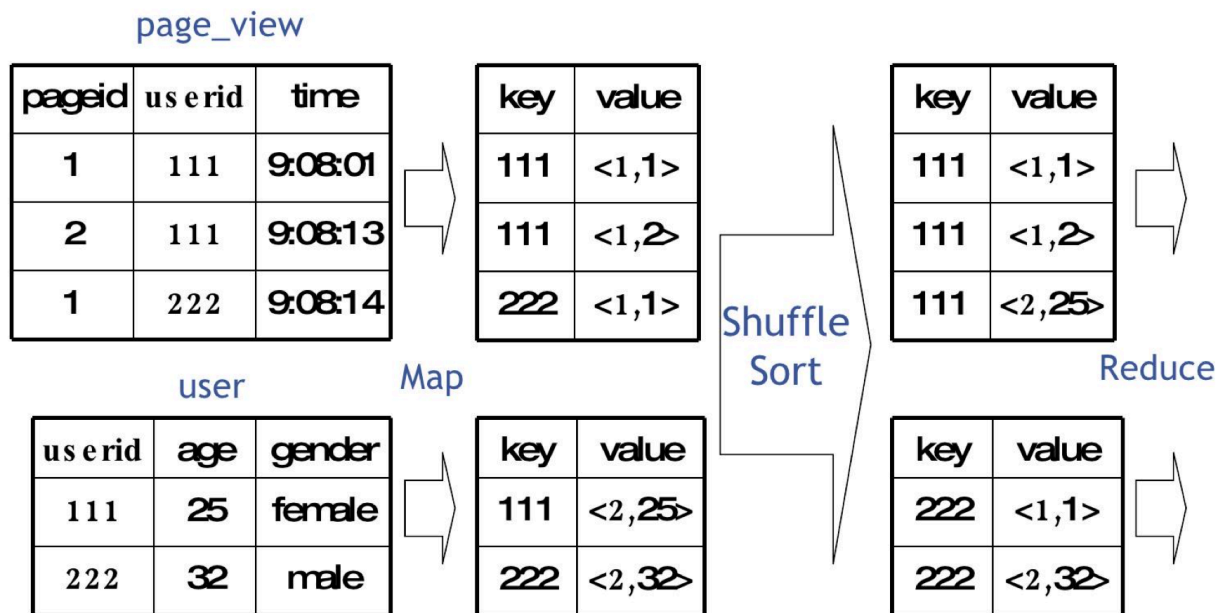 page_view
pageid userid time
1 111 9:08:01
2 111 9:08:13
1 222 9:08:14
key value
111 <1,1>
111 <1,2>
222 <1,1>
key value
111 <1,1>
111 <1,2>
111 <2,25>
Shuffle
Sort
user
Map
Reduce
userid age gender
111 25 female
222 32 male
key value
111 <2,25>
222 <2,32>
key value
222 <1,1>
222 <2,32>